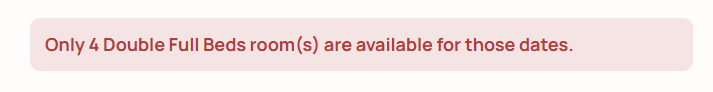 Only 4 Double Full Beds room(s) are available for those dates.